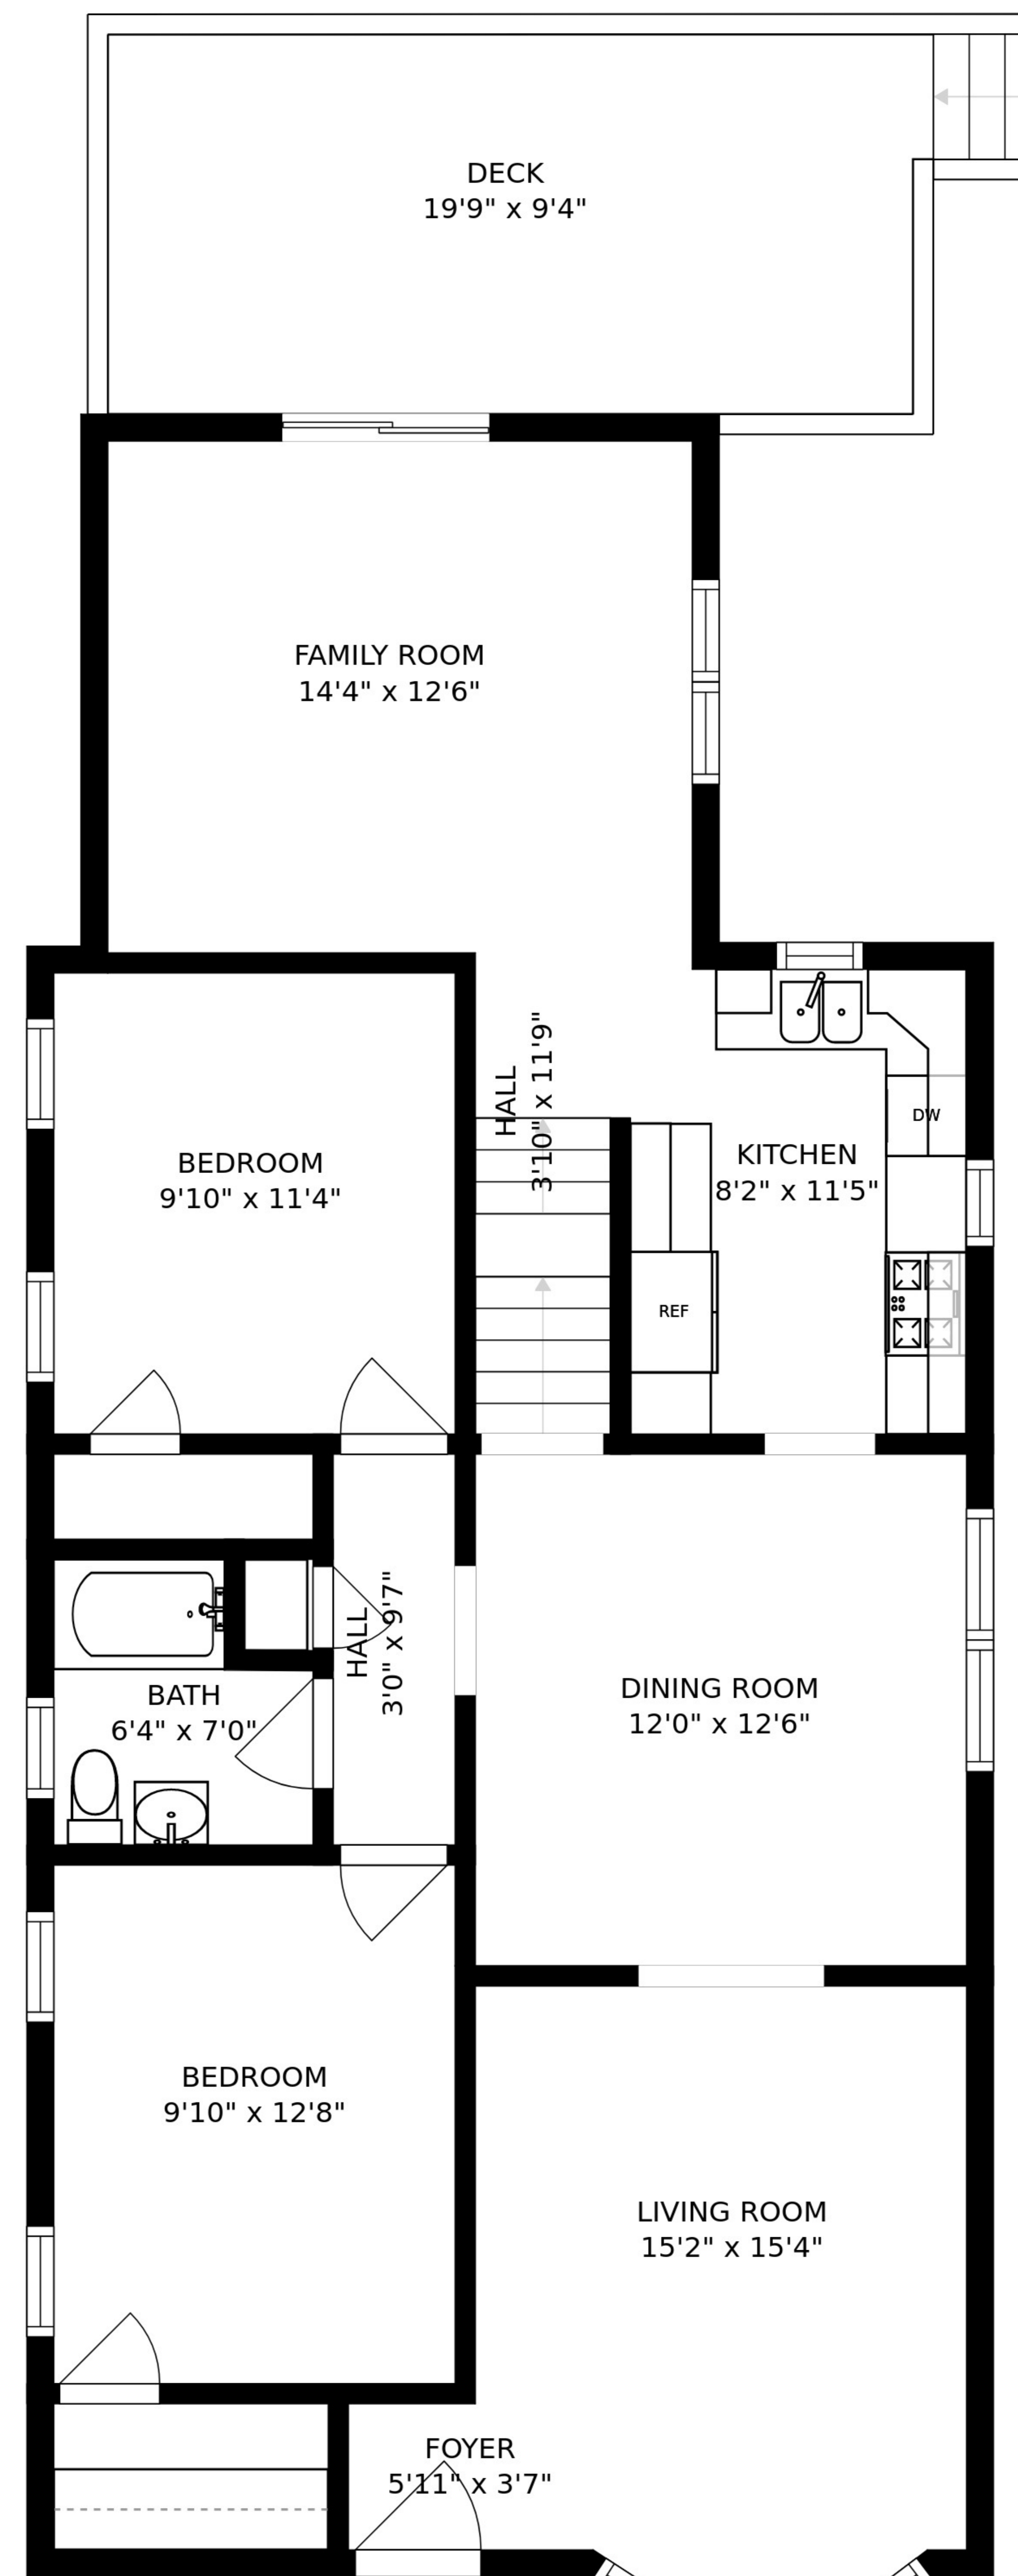 DECK
19'9" x 9'4"
FAMILY ROOM
14'4" x 12'6"
HALL
3'10" x 11'9"
BEDROOM
9'10" x 11'4"
KITCHEN
8'2" x 11'5"
DW
REF
HALL
3'0" x 9'7"
BATH
6'4" x 7'0"
DINING ROOM
12'0" x 12'6"
BEDROOM
9'10" x 12'8"
LIVING ROOM
15'2" x 15'4"
FOYER
5'11" x 3'7"